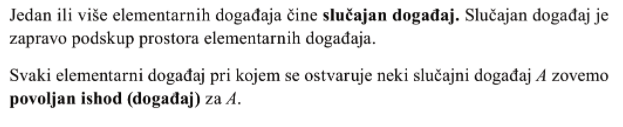 Jedan ili više elementarnih događaja čine slučajan događaj. Slučajan događaj je
zapravo podskup prostora elementarnih događaja.
Svaki elementarni događaj pri kojem se ostvaruje neki slučajni događaj A zovemo
povoljan ishod (događaj) za A.